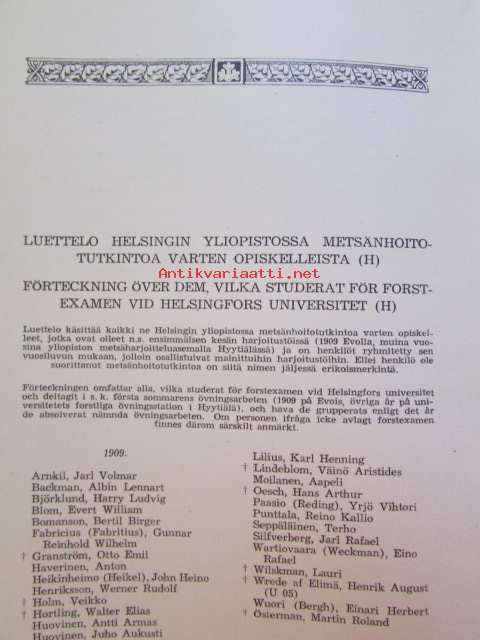 LUETTELO HELSINGIN YLIOPISTOSSA METSÄNHOITO-
TUTKINTOA VARTEN OPISKELLEISTA (H)
Antikvariaatti.net
FÖRTECKNING ÖVER DEM, VILKA STUDERAT FÖR FORST-
EXAMEN VID HELSINGFORS UNIVERSITET (H)
Luettelo käsittää kaikki ne Helsingin yliopistossa metsänhoitotutkintoa varten opiskel-
leet, jotka ovat olleet n.s. ensimmäisen kesän harjoitustöissä (1909 Evolla, muina vuo-
sina yliopiston metsäharjoitteluasemalla Hyytiälässä) ja on henkilöt ryhmitetty sen
vuosiluvun mukaan, jolloin osallistuivat mainittuihin harjoitustöihin. Ellei henkilö ole
suorittanut metsänhoitotutkintoa on siitä nimen jäljessä erikoismerkintä.
Förteckningen omfattar alla, vilka studerat för forstexamen vid Helsingfors universitet
och deltagit i s. k. första sommarens övningsarbeten (1909 på Evois, övriga år på uni-
versitetets forstliga övningsstation i Hyytiälä), och hava de grupperats enligt det år
de absolverat nämnda övningsarbeten. Om personen ifråga icke avlagt forstexamen
finnes därom särskilt anmärkt.
1909.
Arnkil, Jarl Volmar
Backman, Albin Lennart
Björklund, Harry Ludvig
Blom, Evert William
Bomanson, Bertil Birger
Fabricius (Fabritius), Gunnar
Reinhold Wilhelm
† Granström, Otto Emil
Haverinen, Anton
Heikinheimo (Heikel), John Heino
Henriksson, Werner Rudolf
† Holm, Veikko
† Hortling, Walter Elias
Huovinen, Antti Armas
Huovinen, Juho Aukusti
Lilius, Karl Henning
† Lindeblom, Väinö Aristides
Moilanen, Aapeli
† Oesch, Hans Arthur
Paasio (Reding), Yrjö Vihtori
Punttala, Reino Kallio
Seppäläinen, Terho
Silfverberg, Jarl Rafael
Wartiovaara (Weckman), Eino
Rafael
† Wilskman, Lauri
† Wrede af Elimä, Henrik August
(U 05)
Wuori (Bergh), Einari Herbert
† Österman, Martin Roland